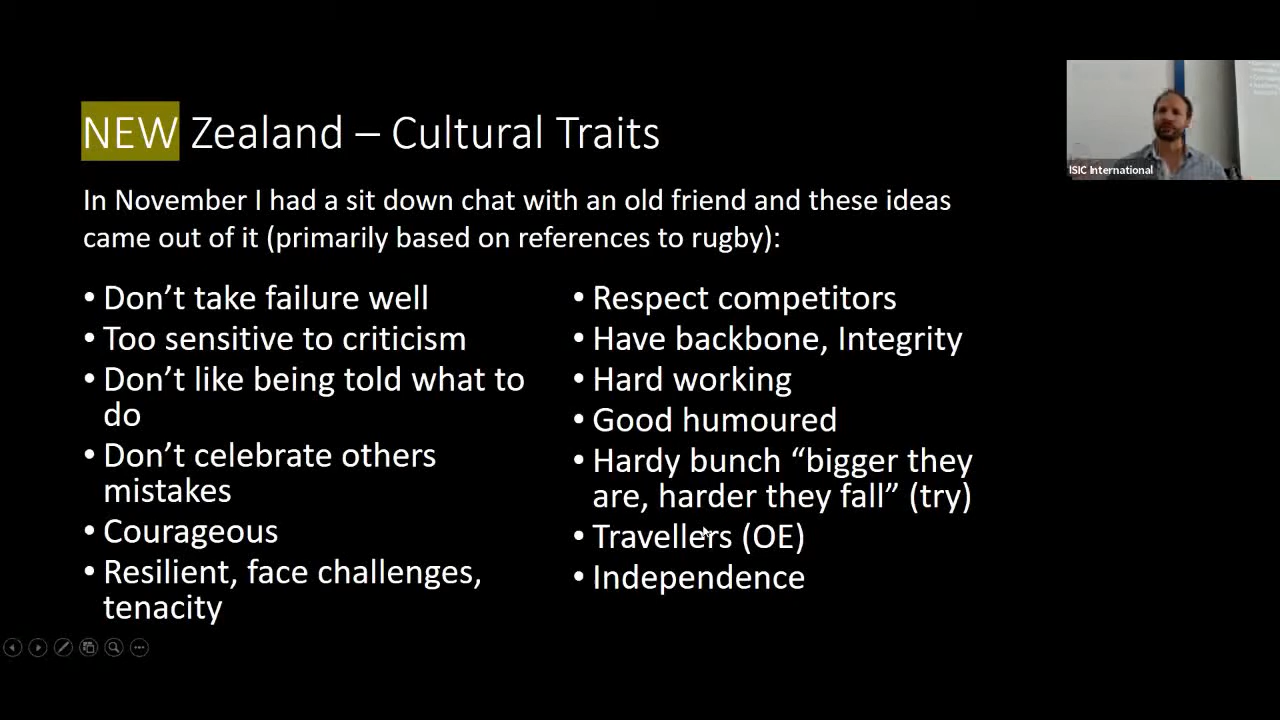 NEW Zealand – Cultural Traits
In November I had a sit down chat with an old friend and these ideas
came out of it (primarily based on references to rugby):
• Don’t take failure well
• Too sensitive to criticism
• Don’t like being told what to
do
• Don’t celebrate others
mistakes
• Courageous
• Resilient, face challenges,
tenacity
• Respect competitors
• Have backbone, Integrity
• Hard working
• Good humoured
• Hardy bunch “bigger they
are, harder they fall” (try)
• Travellers (OE)
• Independence
ISIC International